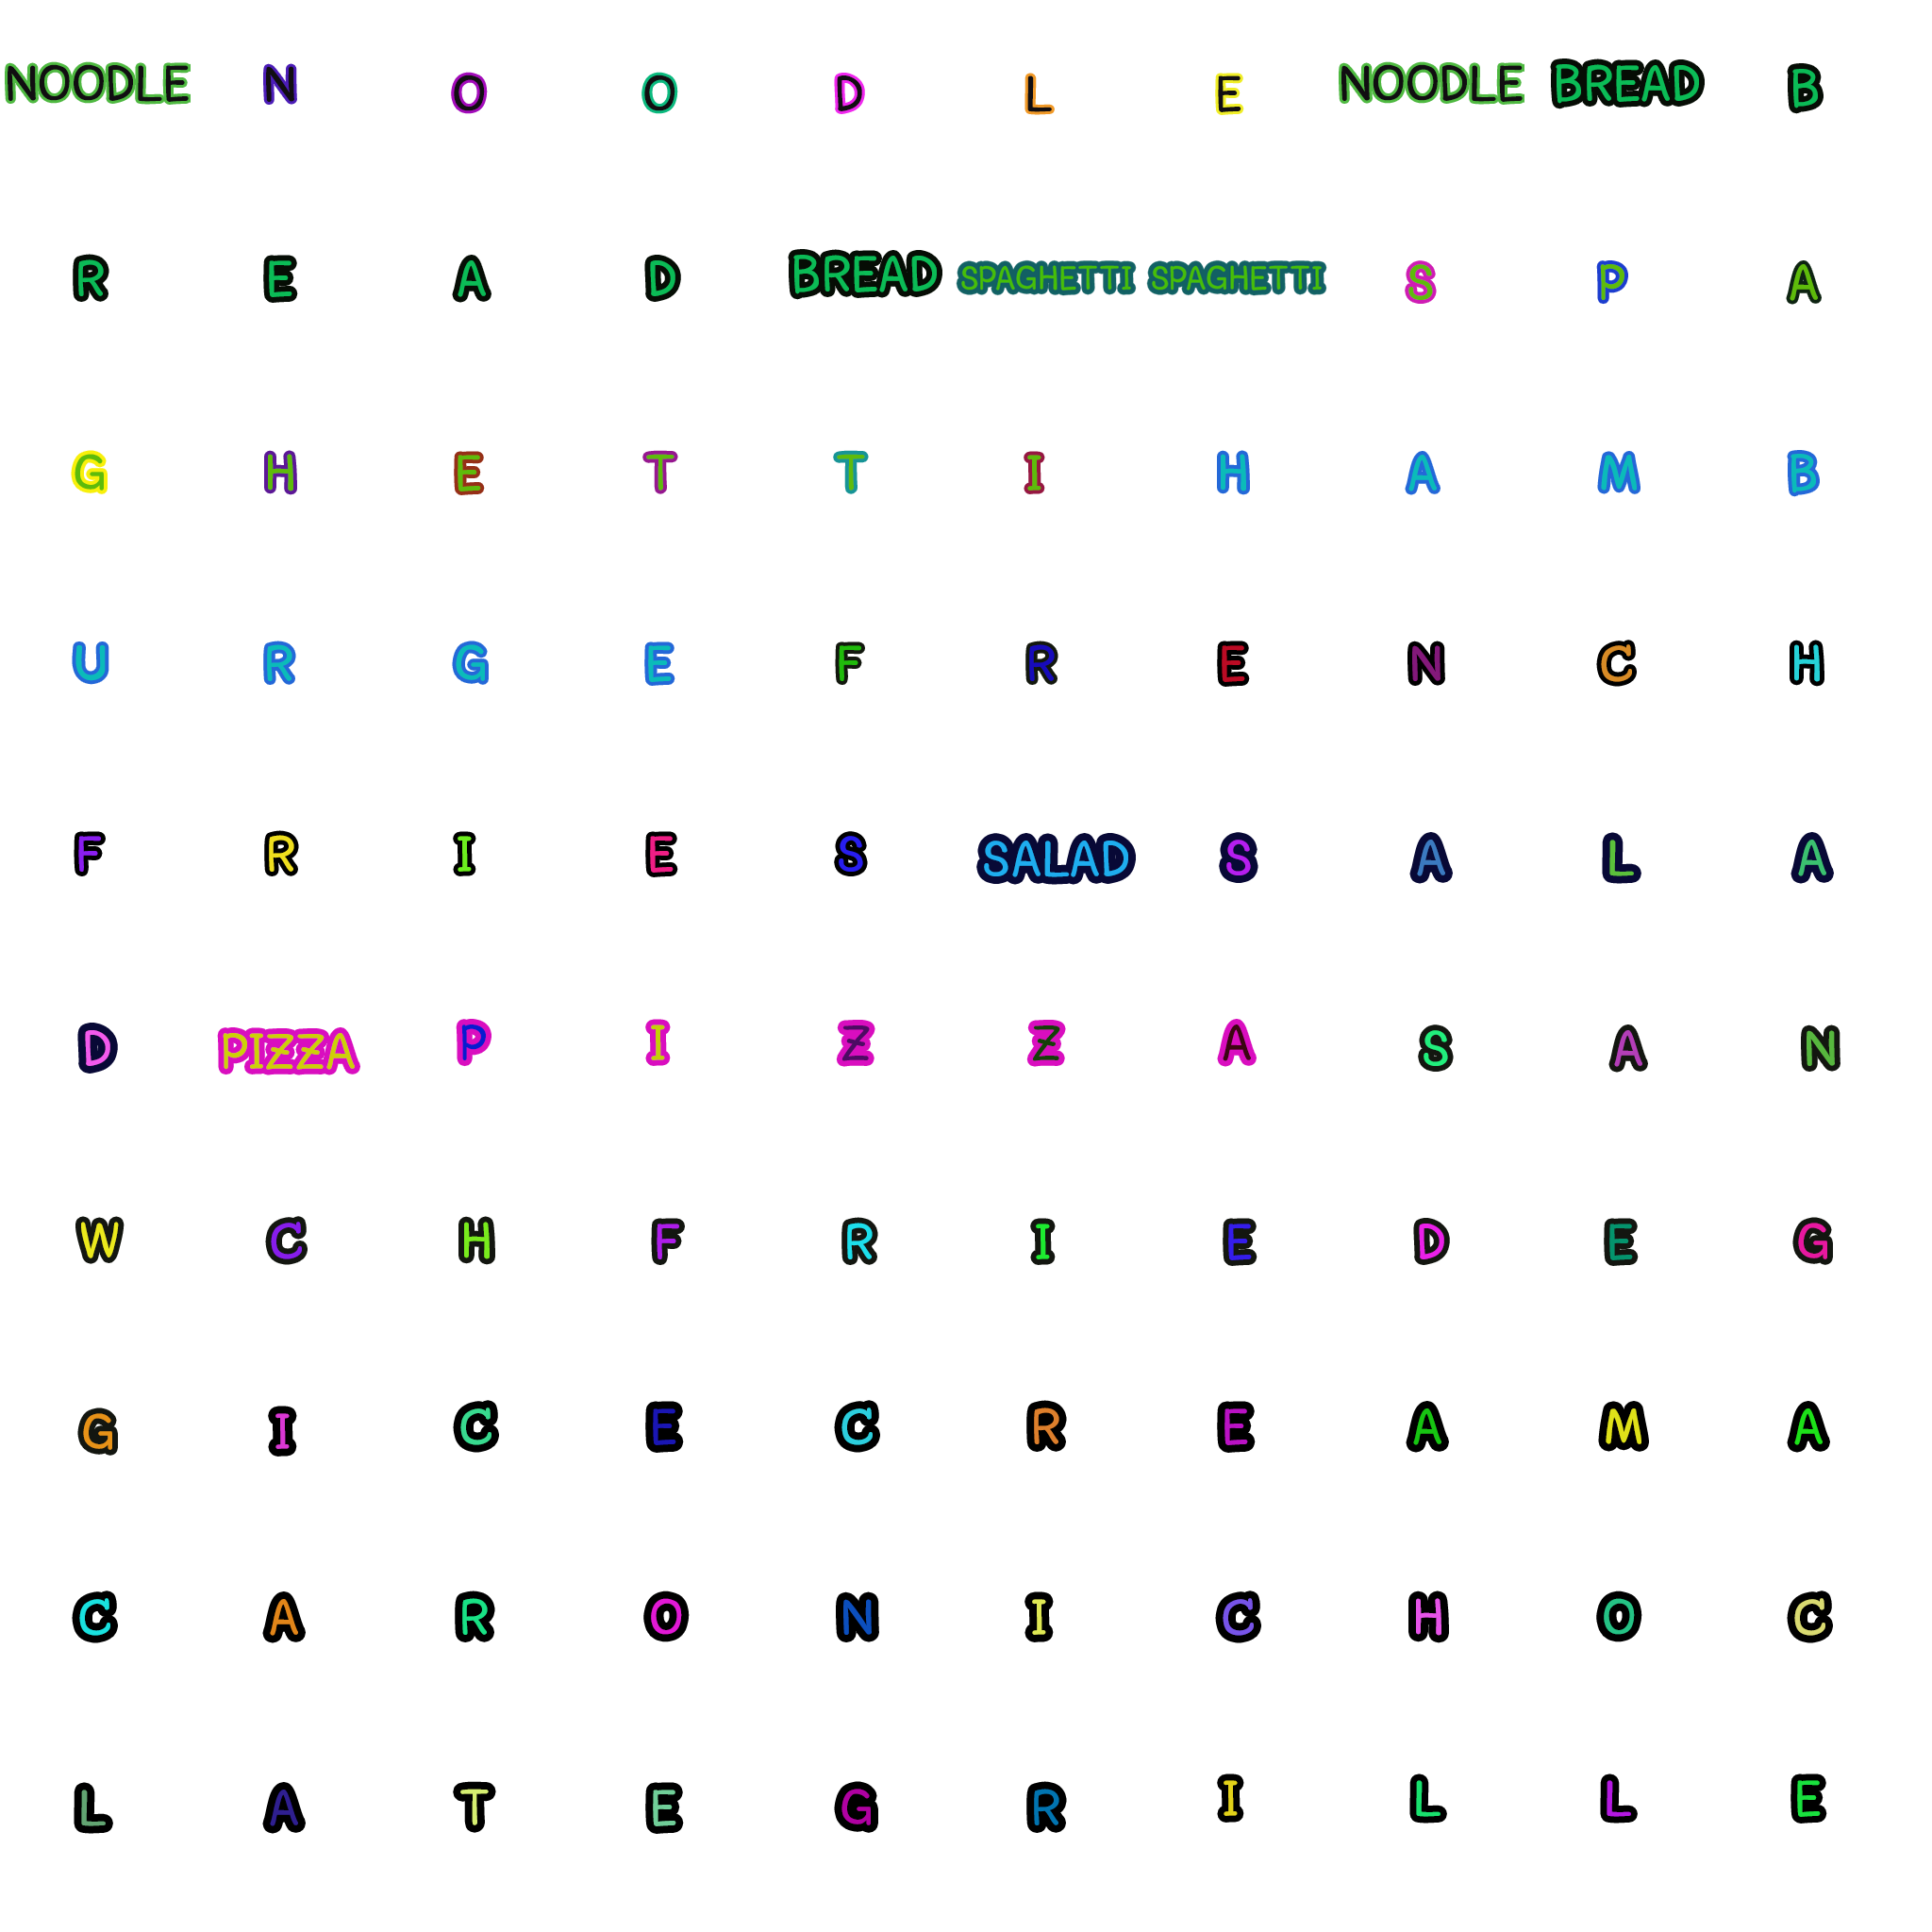 NOODLE N O O D L E NOODLE BREAD B
R E A D BREAD SPAGHETTI SPAGHETTI S P A
G H E T T I H A M B
U R G E F R E N C H
F R I E S SALAD S A L A
D PIZZA P I Z Z A S A N
W C H F R I E D E G
G I C E C R E A M A
C A R O N I C H O C
L A T E G R I L L E